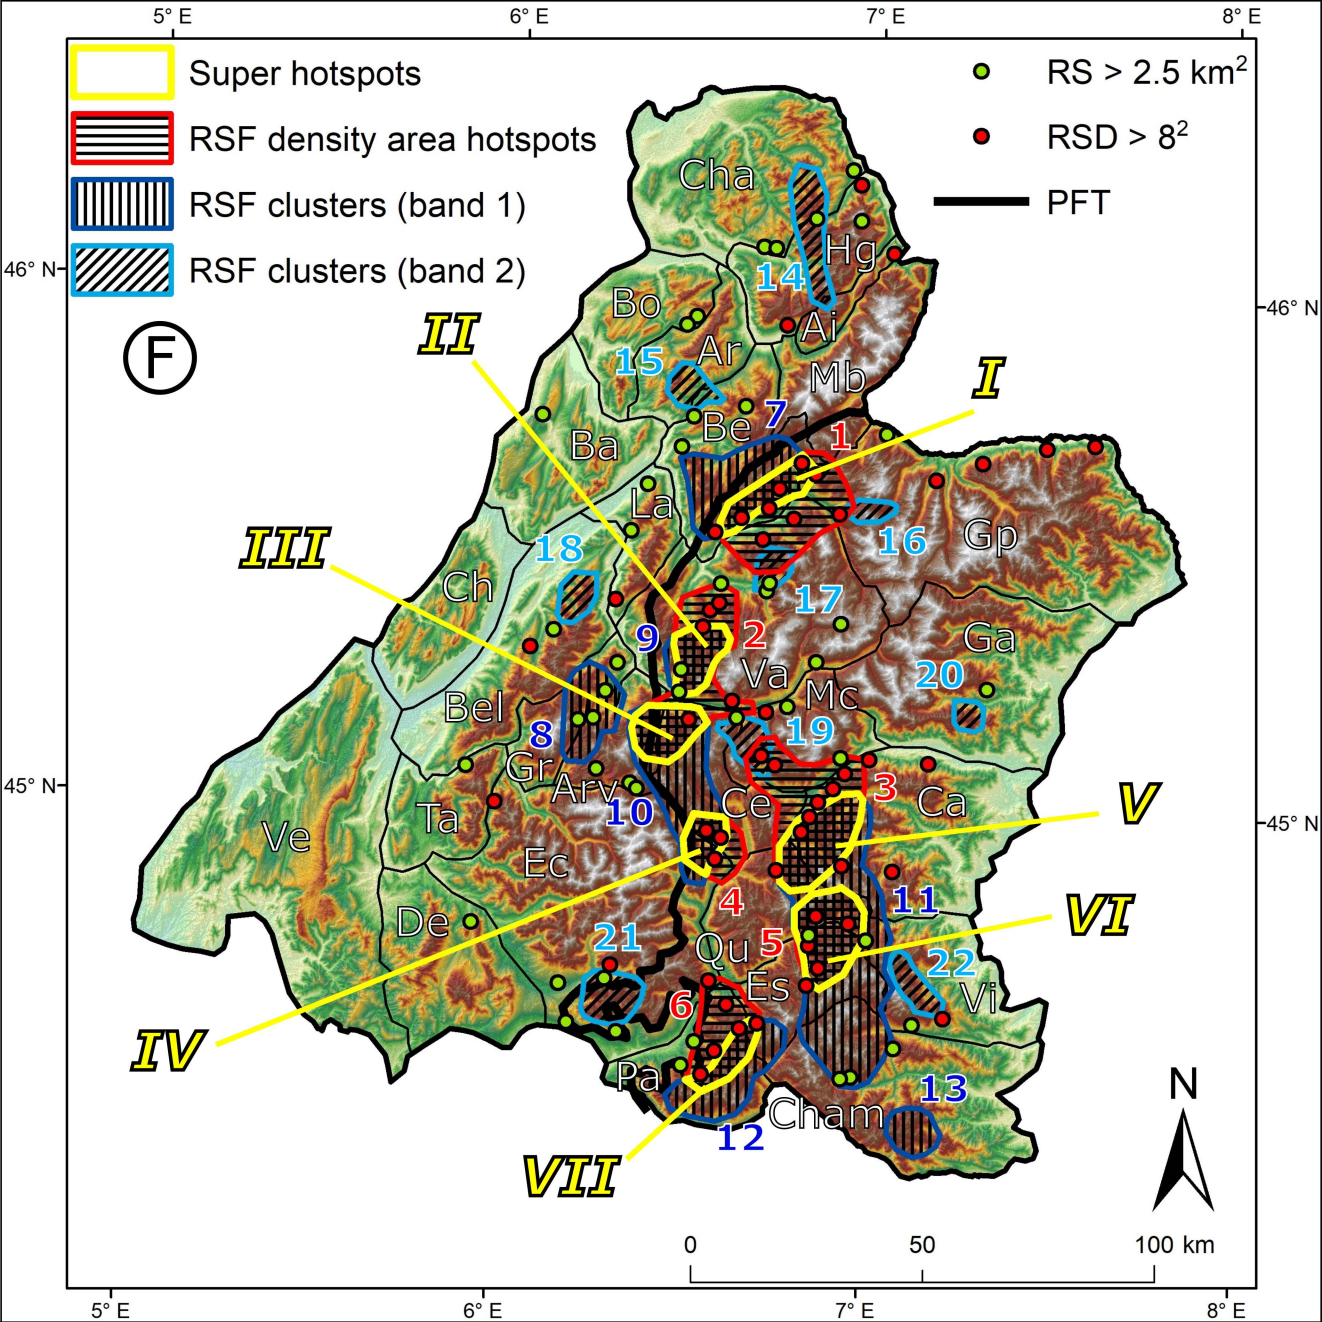 5° E 6° E 7° E 8° E
Super hotspots
RSF density area hotspots
RSF clusters (band 1)
RSF clusters (band 2)
RS > 2.5 km²
RSD > 8²
PFT
46° N
46° N
F
Cha
Hg
14
Bo
II
Ai
15
Ar
Mb
I
7
Be
1
Ba
La
16
Gp
III
18
Ch
17
9
2
Ga
Va
20
Mc
Bel
8
19
Gr
45° N
Arv
3
10
Ce
Ca
V
45° N
Ta
Ve
Ec
11
4
VI
De
21
Qu
5
22
Es
Vi
6
IV
Pa
N
13
Cham
12
VII
0 50 100 km
5° E 6° E 7° E 8° E